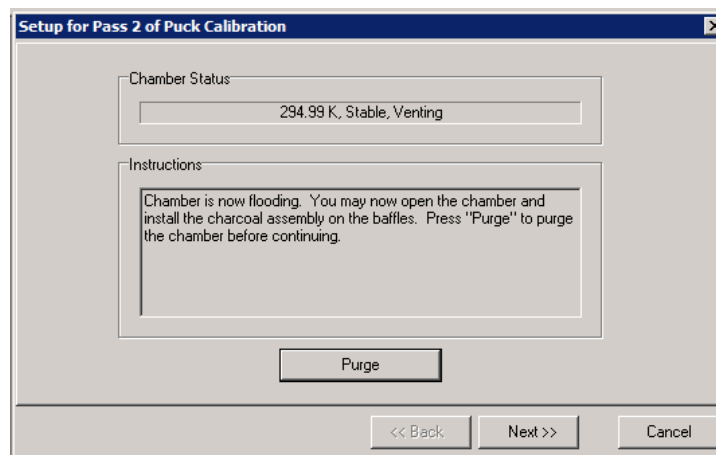 Setup for Pass 2 of Puck Calibration
Chamber Status
294.99 K, Stable, Venting
Instructions
Chamber is now flooding. You may now open the chamber and
install the charcoal assembly on the baffles. Press "Purge" to purge
the chamber before continuing.
Purge
<< Back
Next >>
Cancel